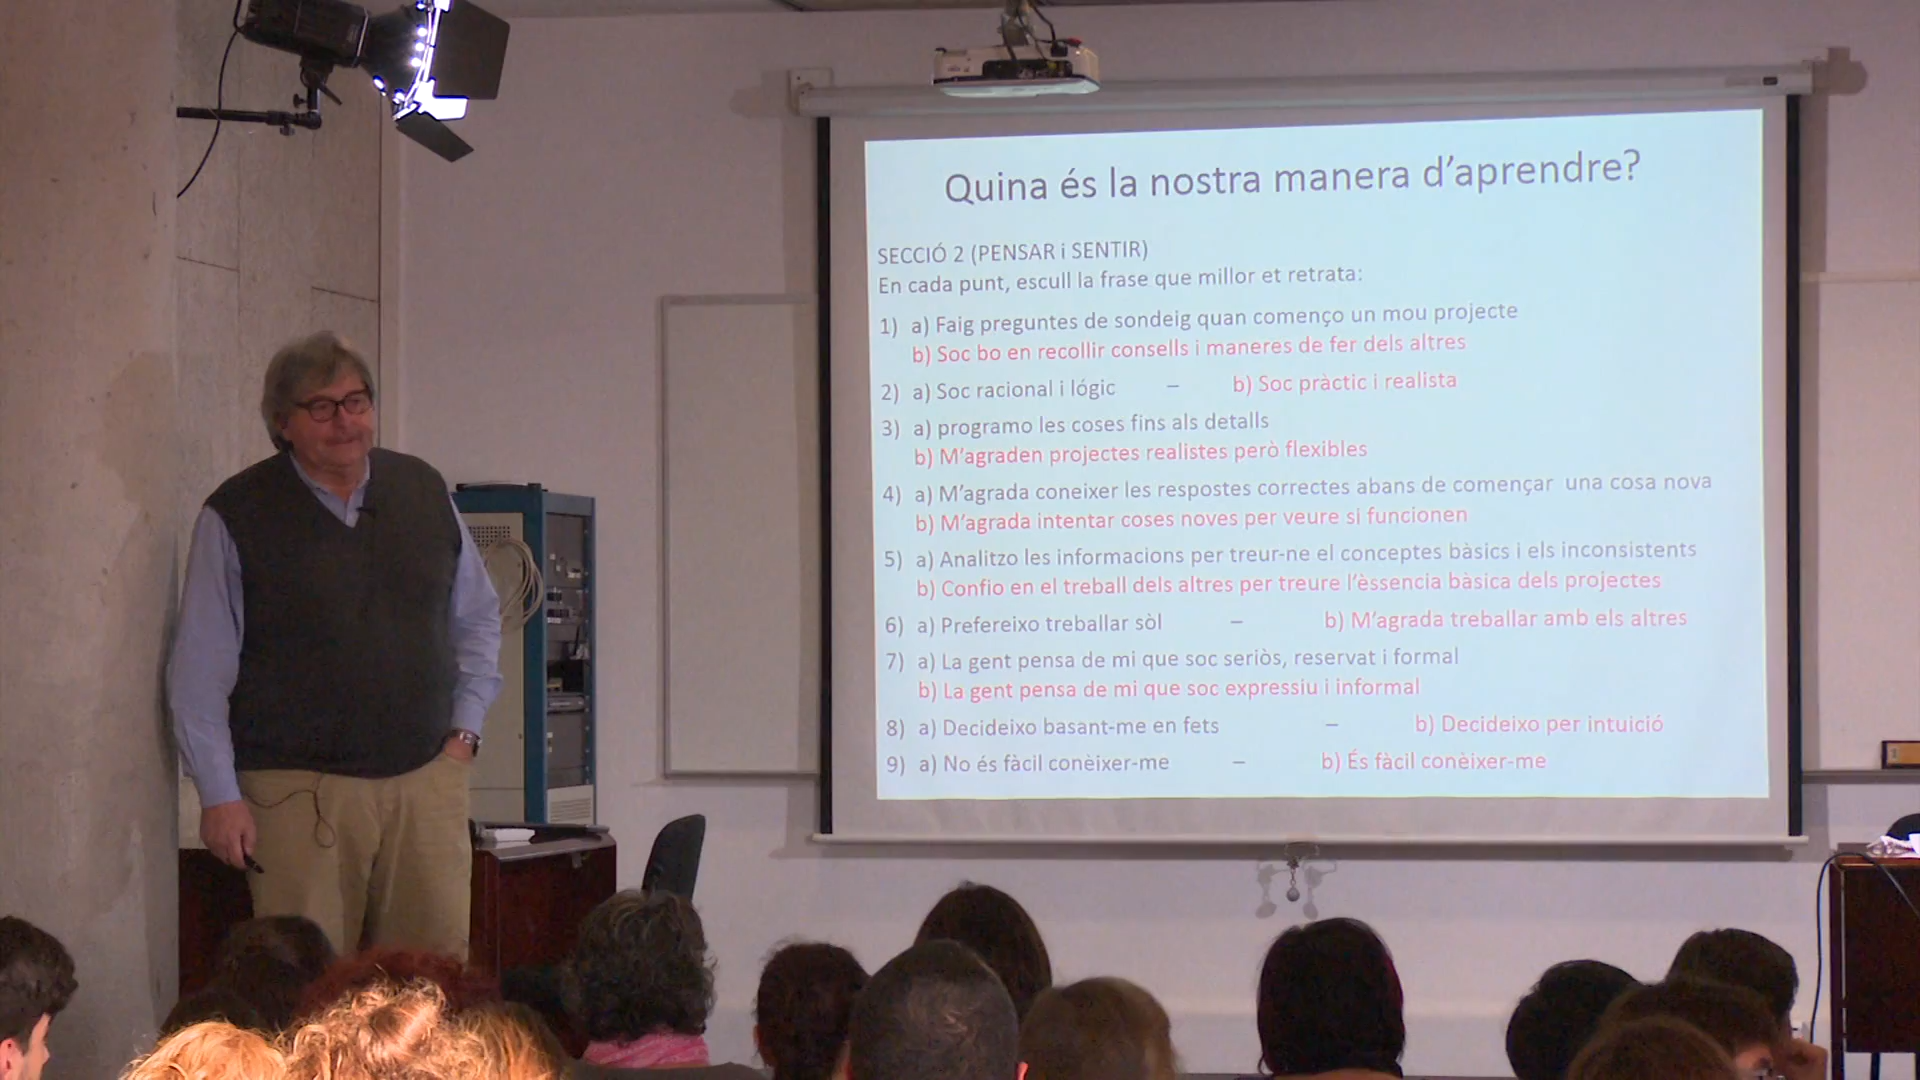 Quina és la nostra manera d'aprendre?
SECCIÓ 2 (PENSAR i SENTIR)
En cada punt, escull la frase que millor et retrata:
1) a) Faig preguntes de sondeig quan començo un mou projecte
b) Soc bo en recollir consells i maneres de fer dels altres
2) a) Soc racional i lógic – b) Soc pràctic i realista
3) a) programo les coses fins als detalls
b) M'agraden projectes realistes però flexibles
4) a) M'agrada coneixer les respostes correctes abans de començar una cosa nova
b) M'agrada intentar coses noves per veure si funcionen
5) a) Analitzo les informacions per treur-ne el conceptes bàsics i els inconsistents
b) Confio en el treball dels altres per treure l'èssencia bàsica dels projectes
6) a) Prefereixo treballar sòl – b) M'agrada treballar amb els altres
7) a) La gent pensa de mi que soc seriòs, reservat i formal
b) La gent pensa de mi que soc expressiu i informal
8) a) Decideixo basant-me en fets – b) Decideixo per intuició
9) a) No és fàcil conèixer-me – b) És fàcil conèixer-me